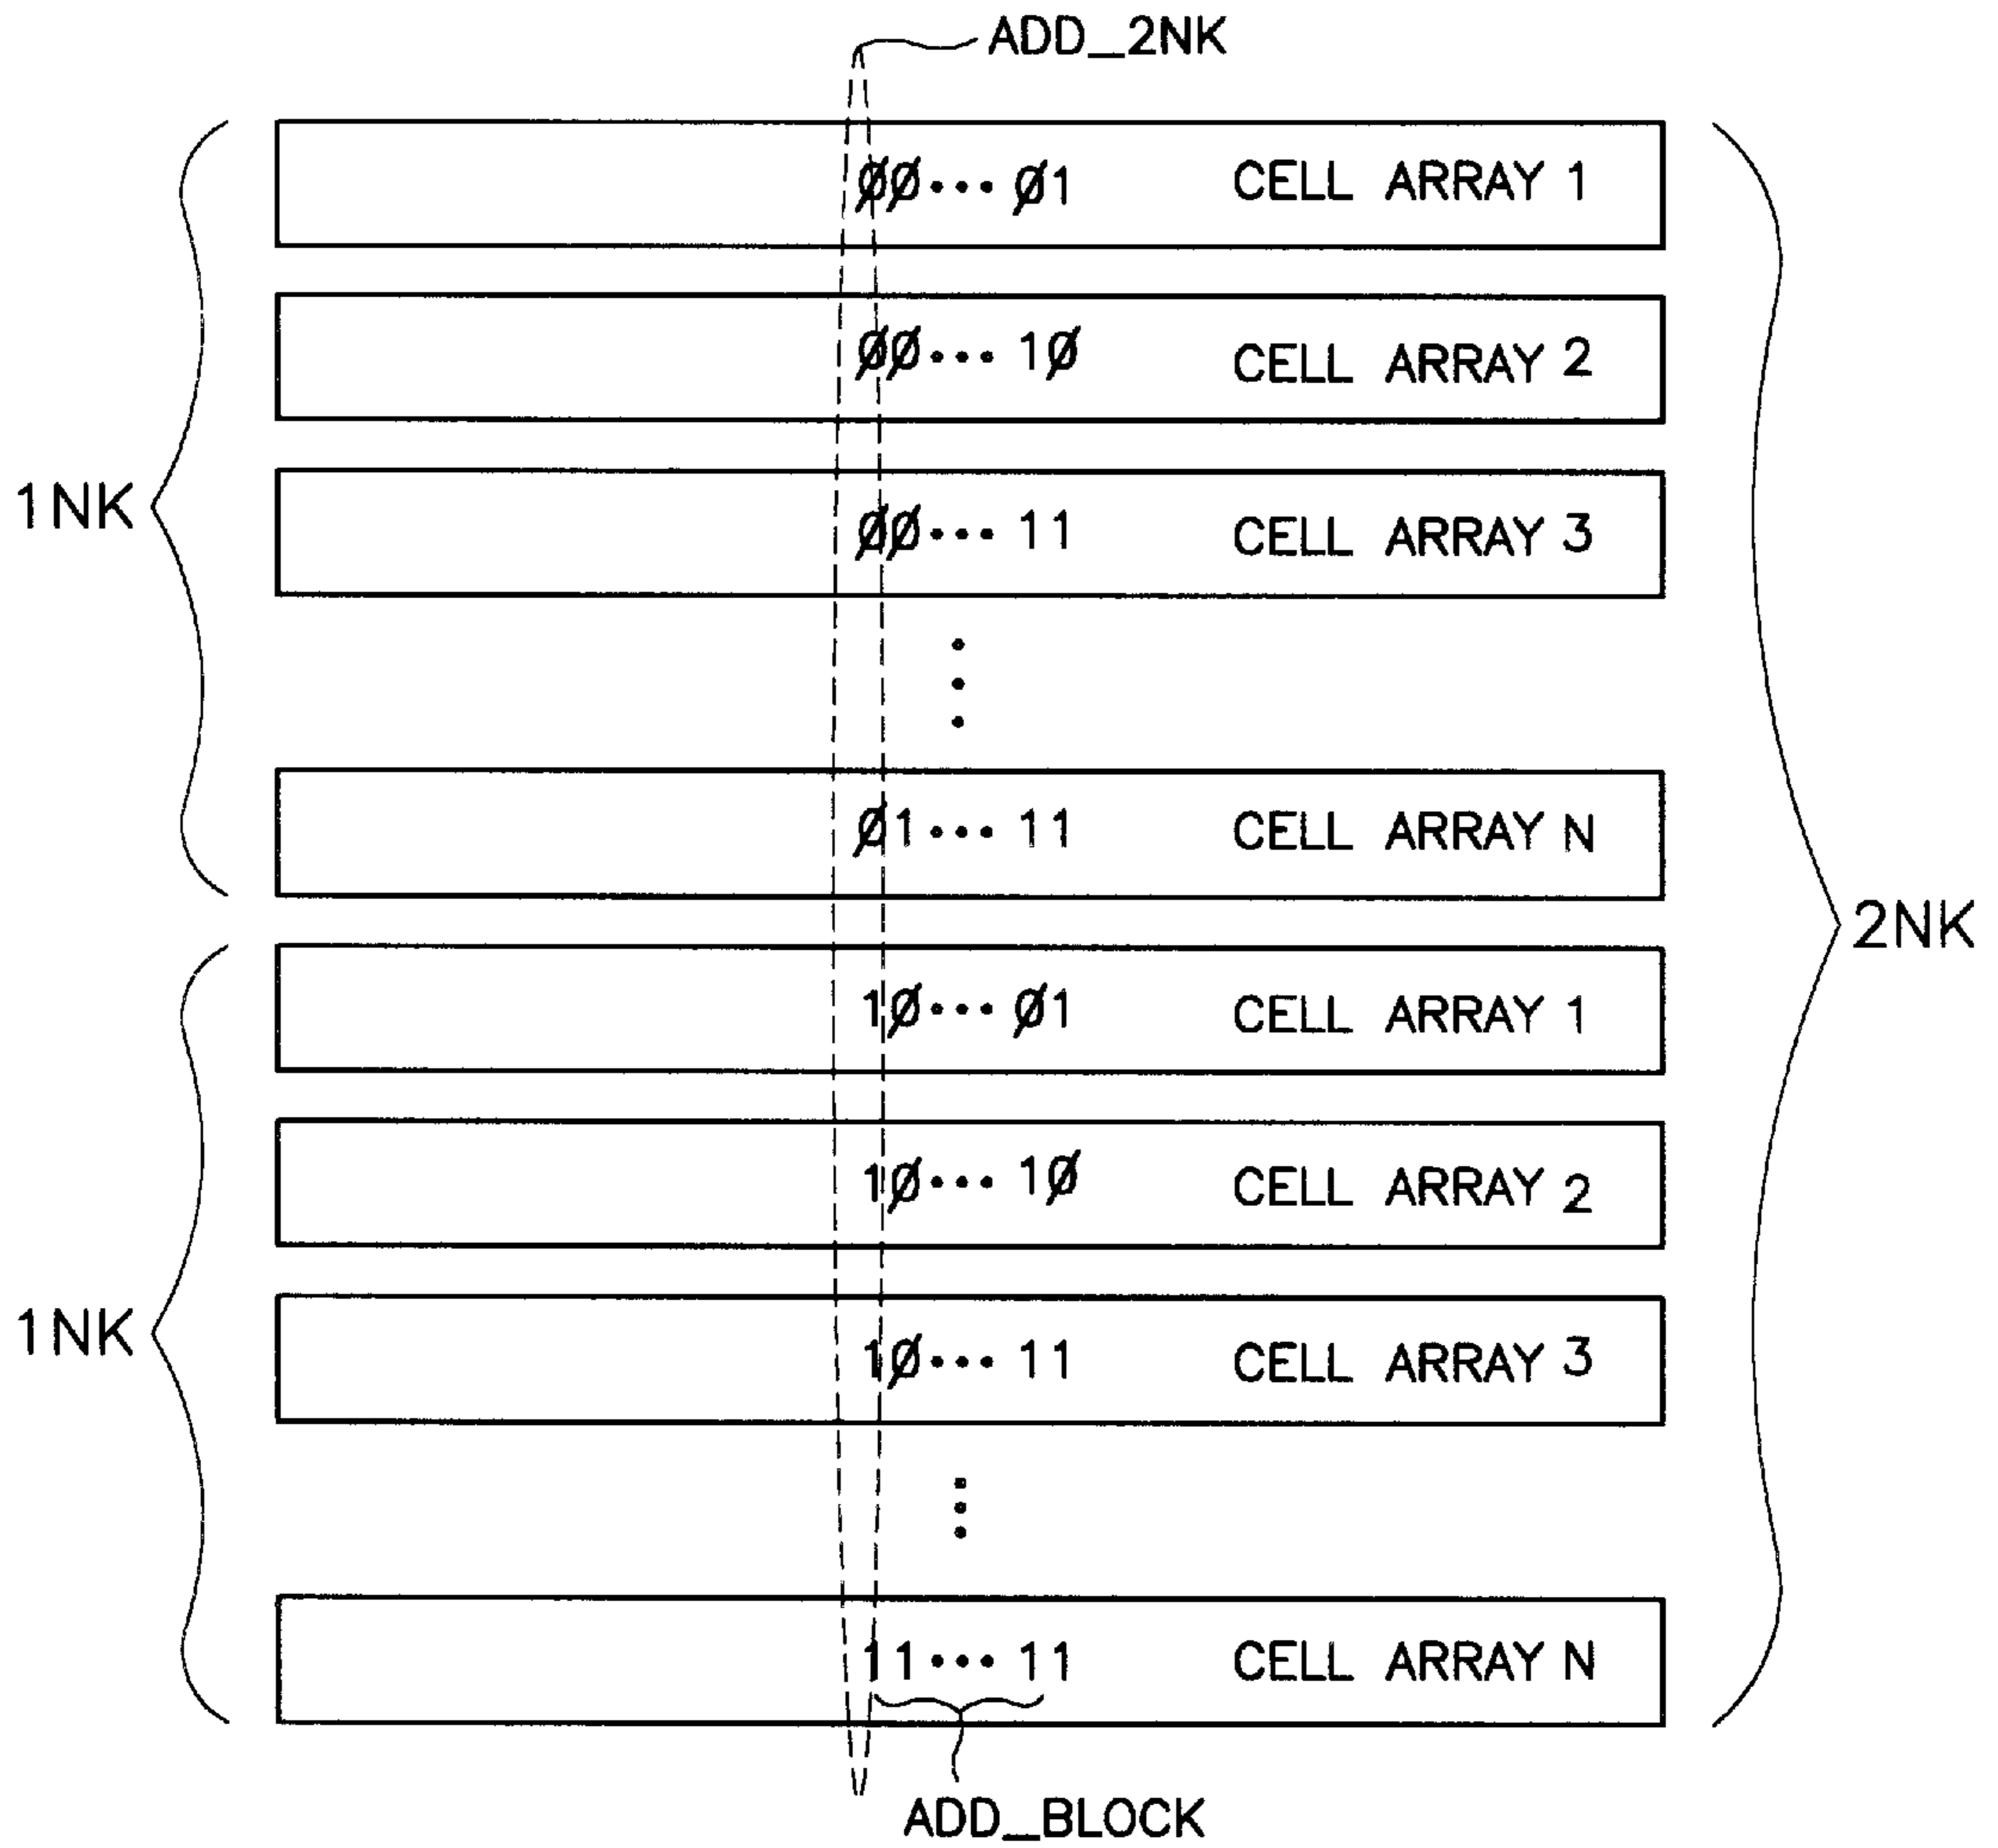 ADD_2NK
ØØ... Ø1 CELL ARRAY 1
ØØ... 1Ø CELL ARRAY 2
1NK
ØØ... 11 CELL ARRAY 3
Ø1... 11 CELL ARRAY N
2NK
1Ø... Ø1 CELL ARRAY 1
1Ø... 1Ø CELL ARRAY 2
1NK
1Ø... 11 CELL ARRAY 3
11... 11 CELL ARRAY N
ADD_BLOCK